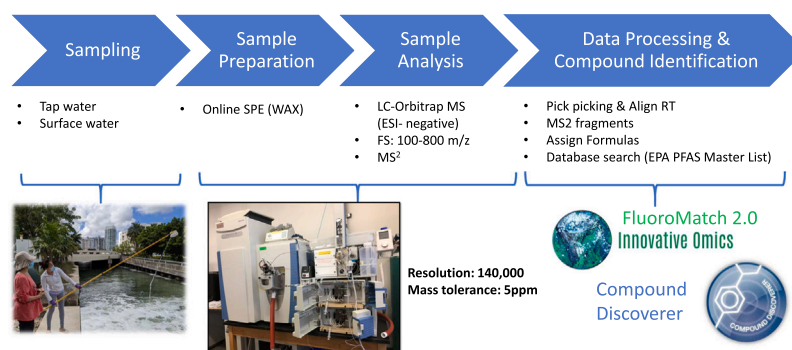 Sampling
Sample
Preparation
Sample
Analysis
Data Processing &
Compound Identification
• Tap water
• Surface water
• Online SPE (WAX)
• LC-Orbitrap MS
(ESI- negative)
• FS: 100-800 m/z
• MS²
• Pick picking & Align RT
• MS2 fragments
• Assign Formulas
• Database search (EPA PFAS Master List)
Resolution: 140,000
Mass tolerance: 5ppm
FluoroMatch 2.0
Innovative Omics
Compound
Discoverer
COMPOUND DISCOVERER